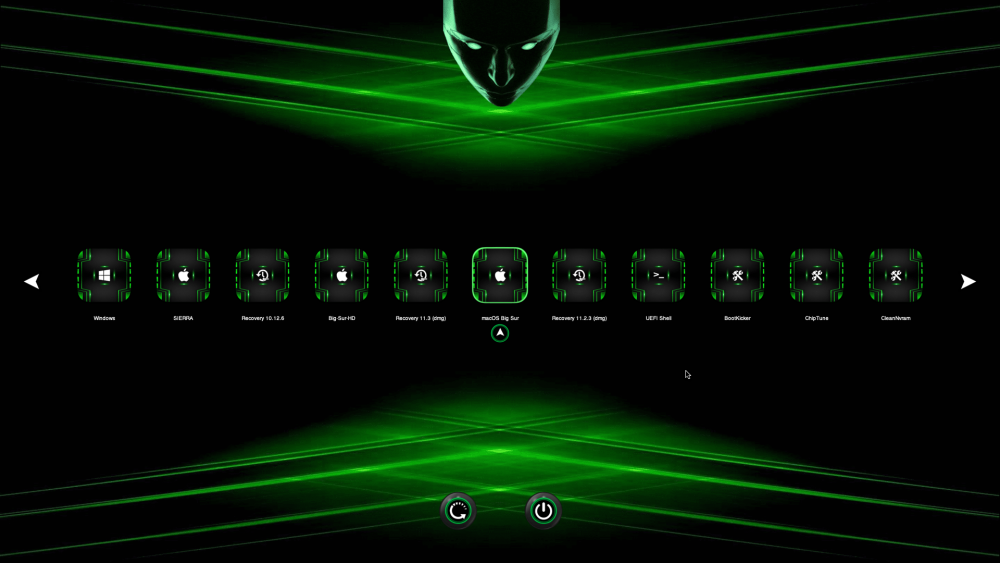 Windows
SIERRA
Recovery 10.12.6
Big-Sur-HD
Recovery 11.3 (dmg)
macOS Big Sur
Recovery 11.2.3 (dmg)
UEFI Shell
BootKicker
ChipTune
CleanNvram